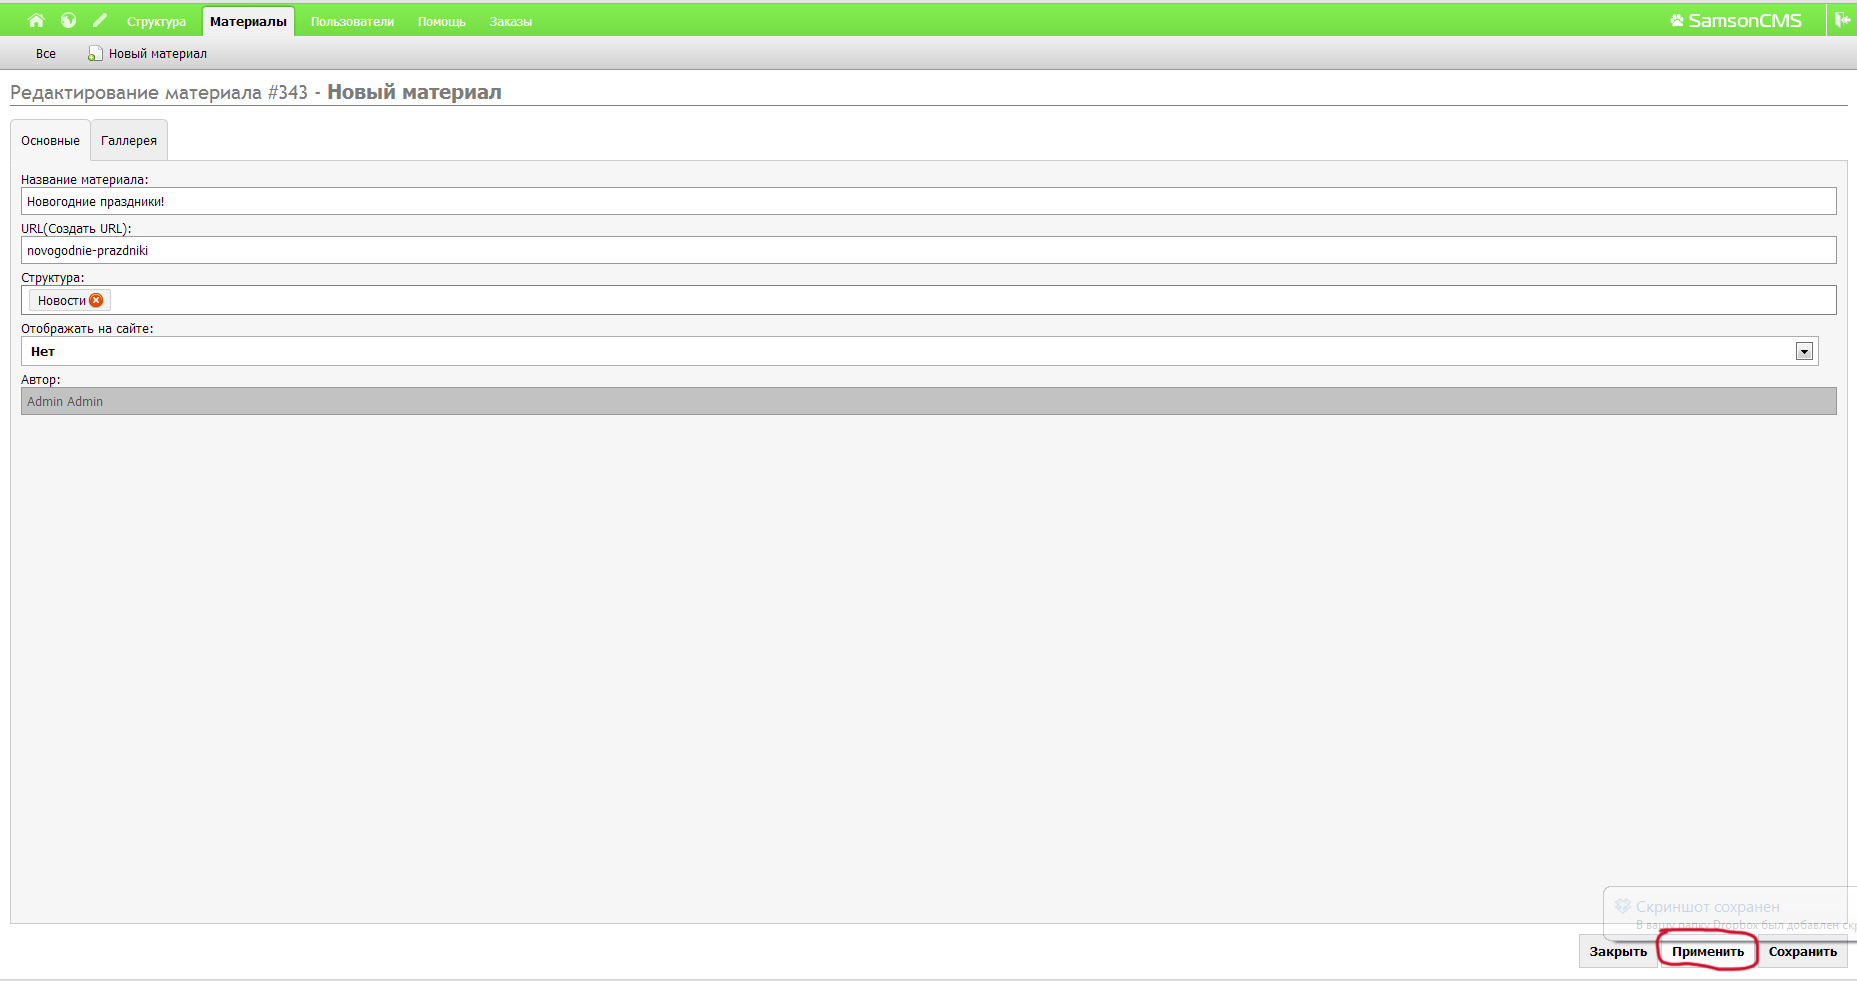 Структура Материалы Пользователи Помощь Заказы SamsonCMS
Все Новый материал
Редактирование материала #343 - Новый материал
Основные Галлерея
Название материала:
Новогодние праздники!
URL(Создать URL):
novogodnie-prazdniki
Структура:
Новости
Отображать на сайте:
Нет
Автор:
Admin Admin
Скриншот сохранен
В вашу папку Dropbox был добавлен
Закрыть Применить Сохранить